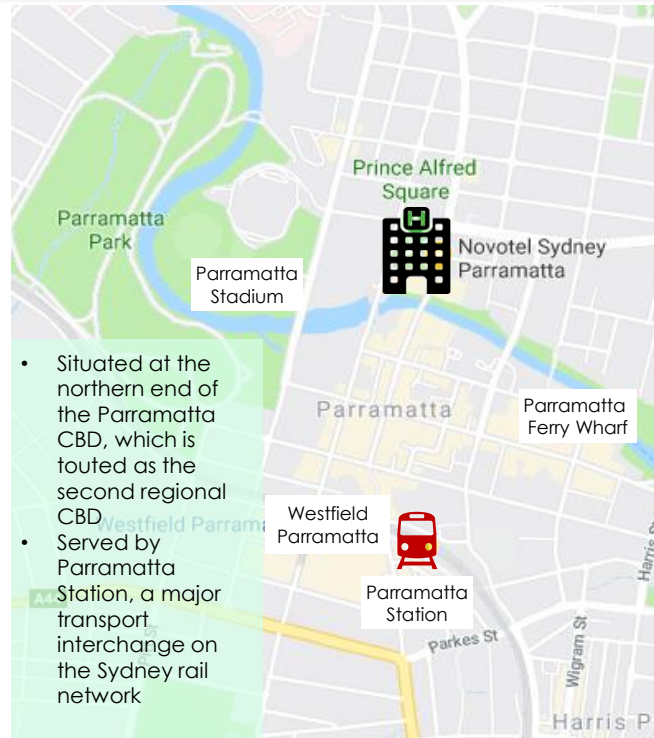 Prince Alfred
Square
H
Novotel Sydney
Parramatta
Parramatta
Park
Parramatta
Stadium
• Situated at the
northern end of
the Parramatta
CBD, which is
touted as the
second regional
CBD
• Served by
Parramatta
Station, a major
transport
interchange on
the Sydney rail
network
Parramatta
Parramatta
Ferry Wharf
Westfield Parrama
Westfield
Parramatta
Parramatta
Station
Parkes St
Wigram St
Harris P